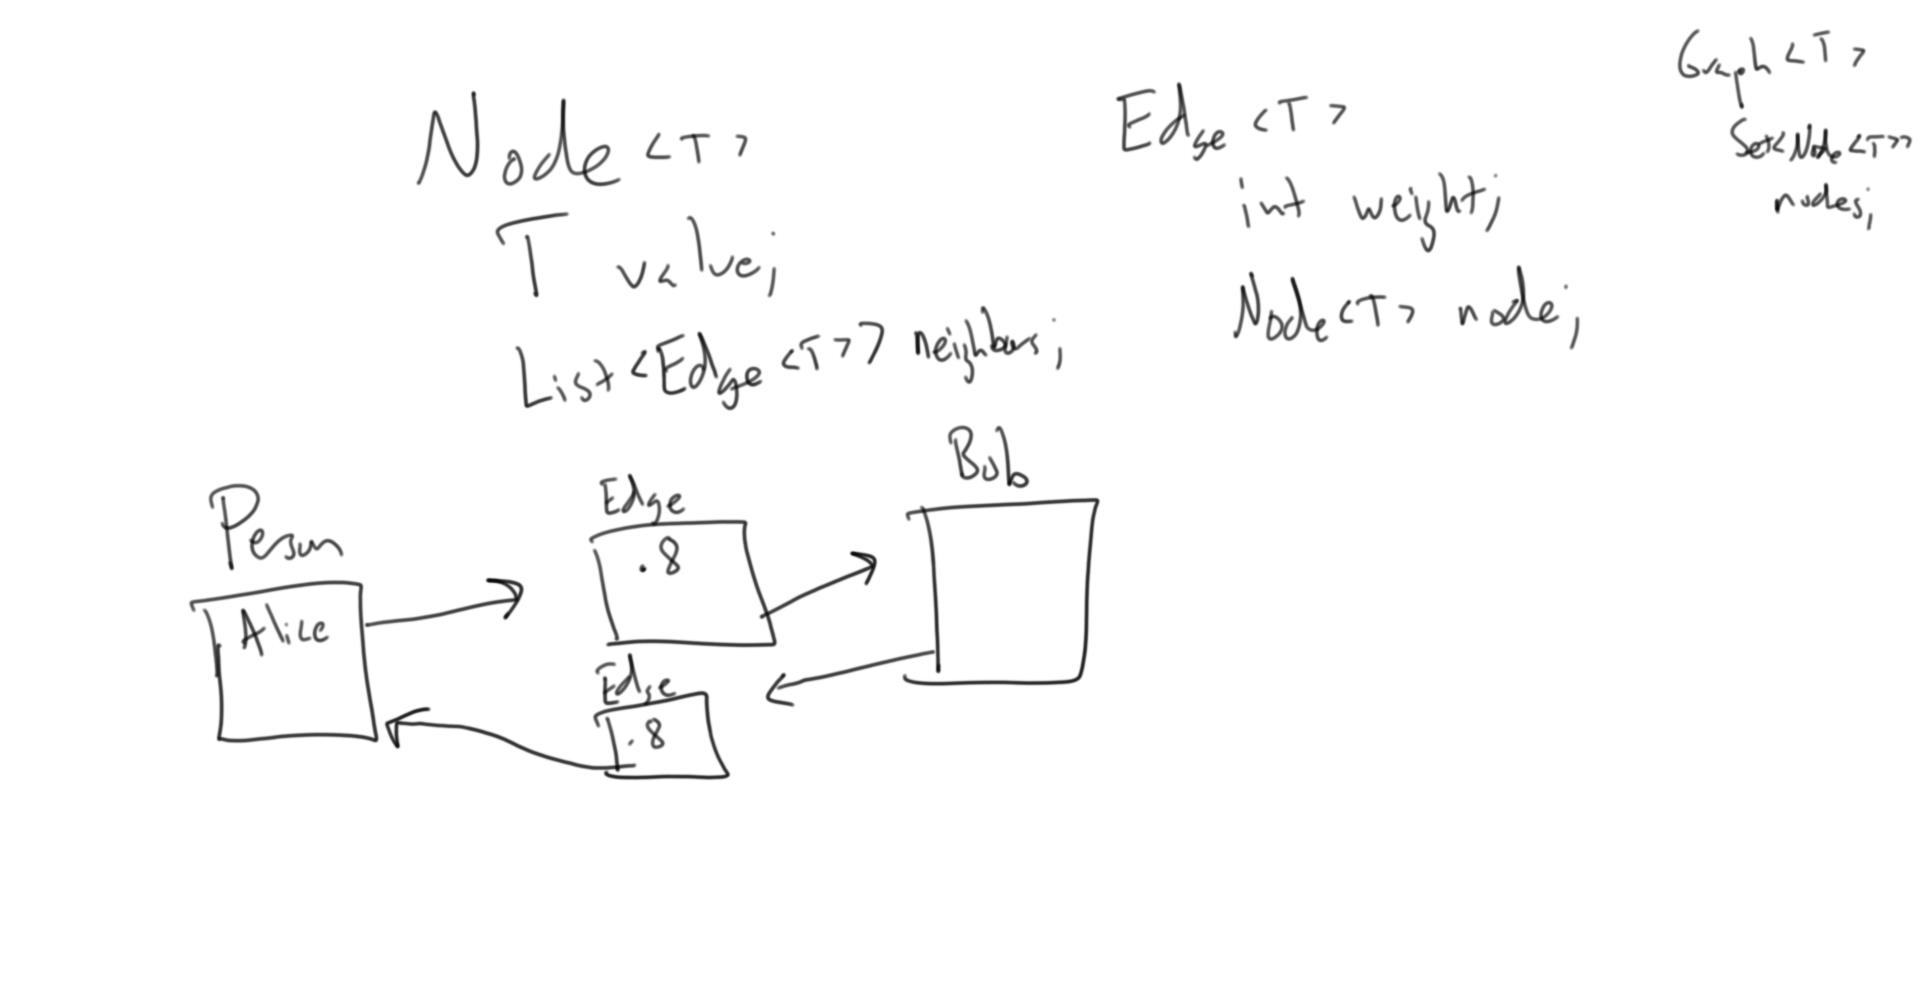 Node <T>
T value;
List <Edge <T>> neighbours;
Edge <T>
int weight;
Node <T> node;
Graph <T>
Set<Node<T>>
nodes;
Person
Alice
Edge
.8
Edge
.8
Bob